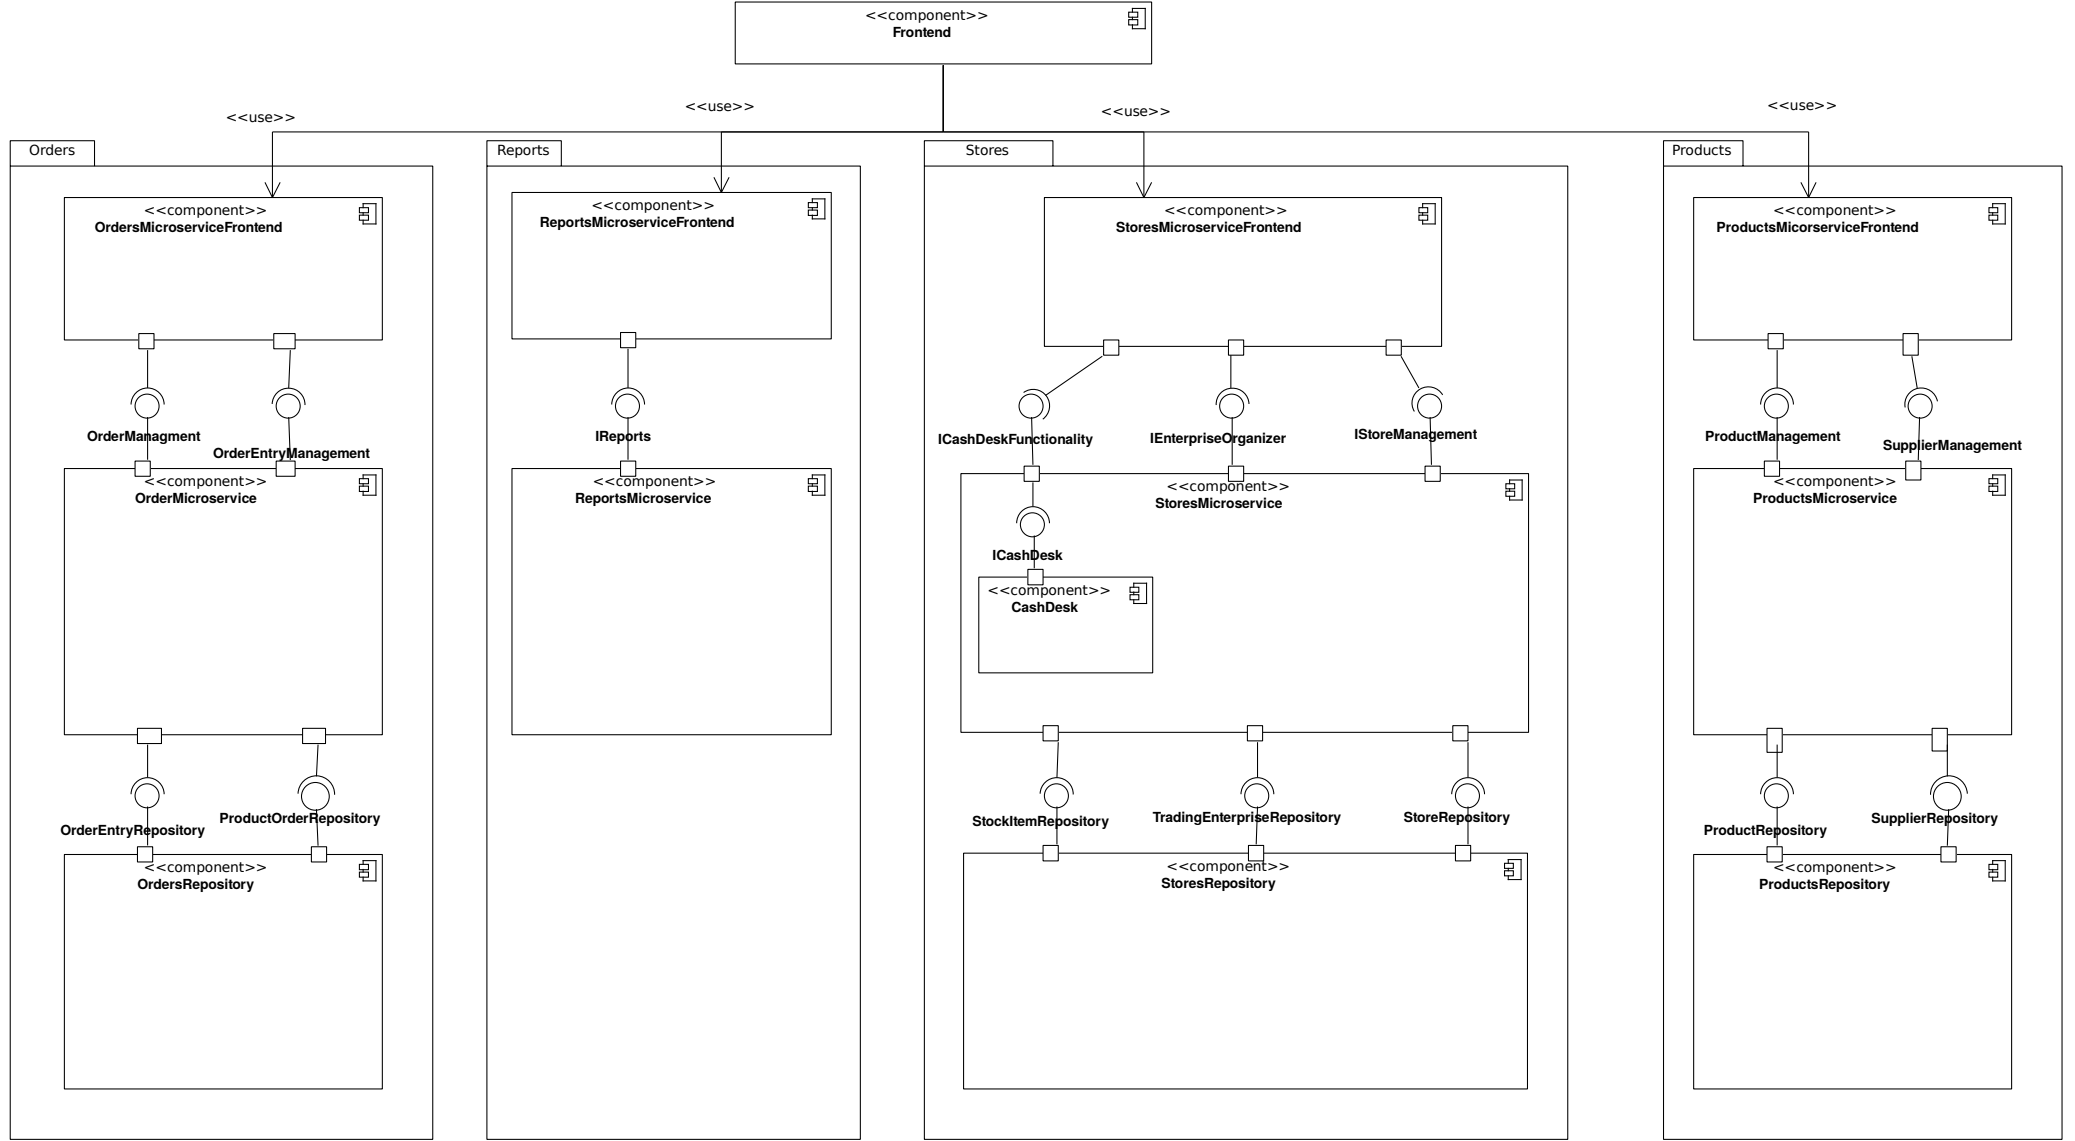 <<component>>
Frontend
<<use>>
<<use>>
<<use>>
<<use>>
Orders
<<component>>
OrdersMicroserviceFrontend
OrderManagment
OrderEntryManagement
<<component>>
OrderMicroservice
OrderEntryRepository
ProductOrderRepository
<<component>>
OrdersRepository
Reports
<<component>>
ReportsMicroserviceFrontend
IReports
<<component>>
ReportsMicroservice
Stores
<<component>>
StoresMicroserviceFrontend
ICashDeskFunctionality
IEnterpriseOrganizer
IStoreManagement
<<component>>
StoresMicroservice
ICashDesk
<<component>>
CashDesk
StockItemRepository
TradingEnterpriseRepository
StoreRepository
<<component>>
StoresRepository
Products
<<component>>
ProductsMicorserviceFrontend
ProductManagement
SupplierManagement
<<component>>
ProductsMicroservice
ProductRepository
SupplierRepository
<<component>>
ProductsRepository